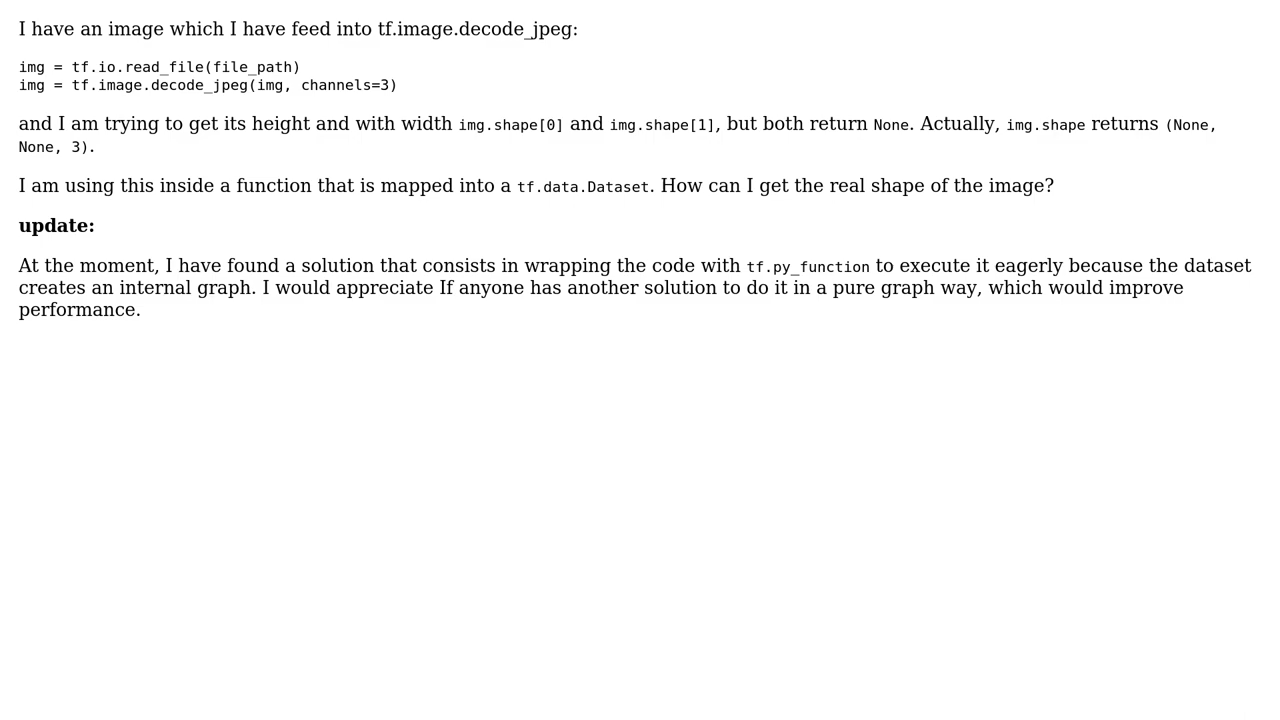 I have an image which I have feed into tf.image.decode_jpeg:
img = tf.io.read_file(file_path)
img = tf.image.decode_jpeg(img, channels=3)
and I am trying to get its height and with width img.shape[0] and img.shape[1], but both return None. Actually, img.shape returns (None,
None, 3).
I am using this inside a function that is mapped into a tf.data.Dataset. How can I get the real shape of the image?
update:
At the moment, I have found a solution that consists in wrapping the code with tf.py_function to execute it eagerly because the dataset
creates an internal graph. I would appreciate If anyone has another solution to do it in a pure graph way, which would improve
performance.